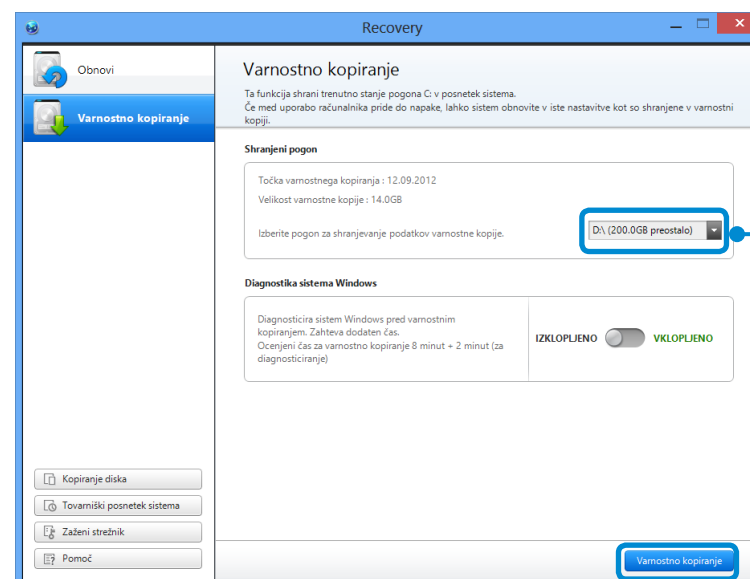 Recovery
Obnovi
Varnostno kopiranje
Varnostno kopiranje
Ta funkcija shrani trenutno stanje pogona C: v posnetek sistema.
Če med uporabo računalnika pride do napake, lahko sistem obnovite v iste nastavitve kot so shranjene v varnostni
kopiji.
Shranjeni pogon
Točka varnostnega kopiranja : 12.09.2012
Velikost varnostne kopije : 14.0GB
Izberite pogon za shranjevanje podatkov varnostne kopije.
D:\ (200.0GB preostalo)
Diagnostika sistema Windows
Diagnosticira sistem Windows pred varnostnim
kopiranjem. Zahteva dodaten čas.
Ocenjeni čas za varnostno kopiranje 8 minut + 2 minut (za
diagnosticiranje)
IZKLOPLJENO
VKLOPLJENO
Kopiranje diska
Tovarniški posnetek sistema
Zaženi strežnik
Pomoč
Varnostno kopiranje